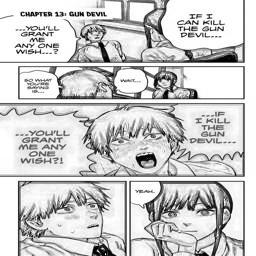 CHAPTER 13: GUN DEVIL
IF I
CAN KILL
THE GUN
DEVIL...
...YOU'LL
GRANT
ME ANY
ONE
WISH...?
WAIT...
SO WHAT
YOU'RE
SAYING
IS...
...IF
I KILL
THE GUN
DEVIL...
...YOU'LL
GRANT ME
ANY ONE
WISH?!
YEAH.